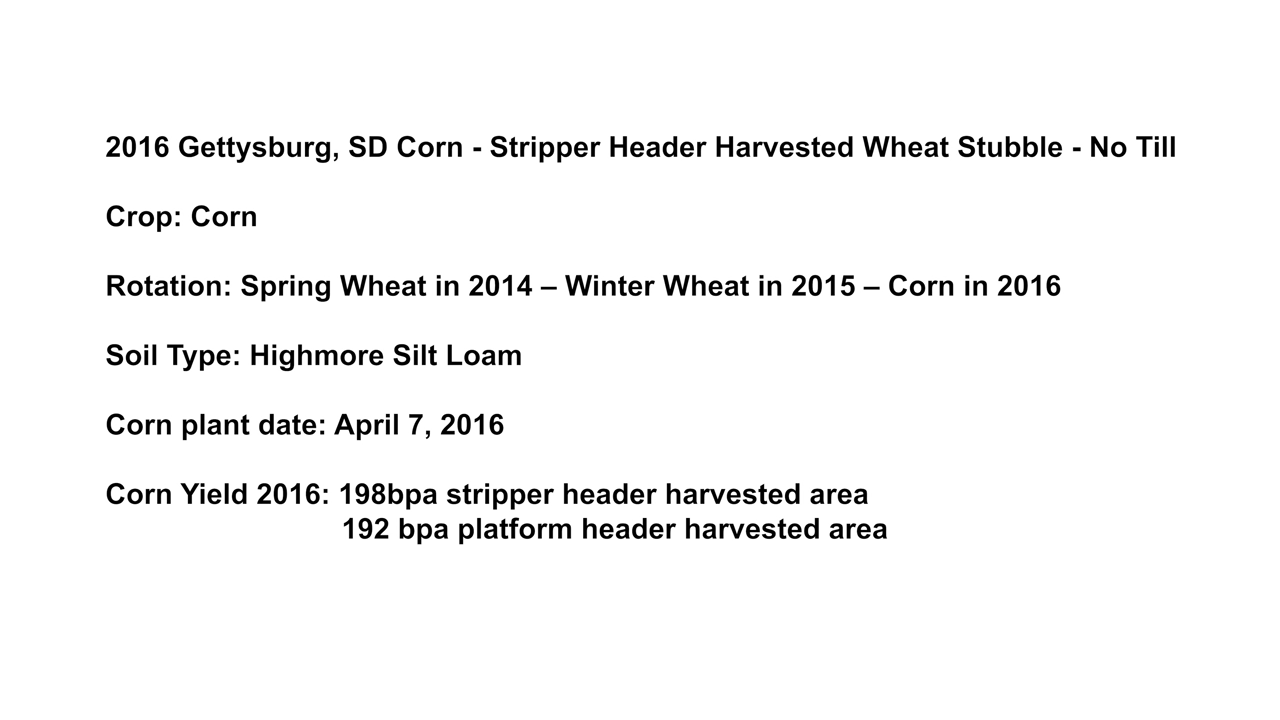 2016 Gettysburg, SD Corn - Stripper Header Harvested Wheat Stubble - No Till
Crop: Corn
Rotation: Spring Wheat in 2014 – Winter Wheat in 2015 – Corn in 2016
Soil Type: Highmore Silt Loam
Corn plant date: April 7, 2016
Corn Yield 2016: 198bpa stripper header harvested area
192 bpa platform header harvested area